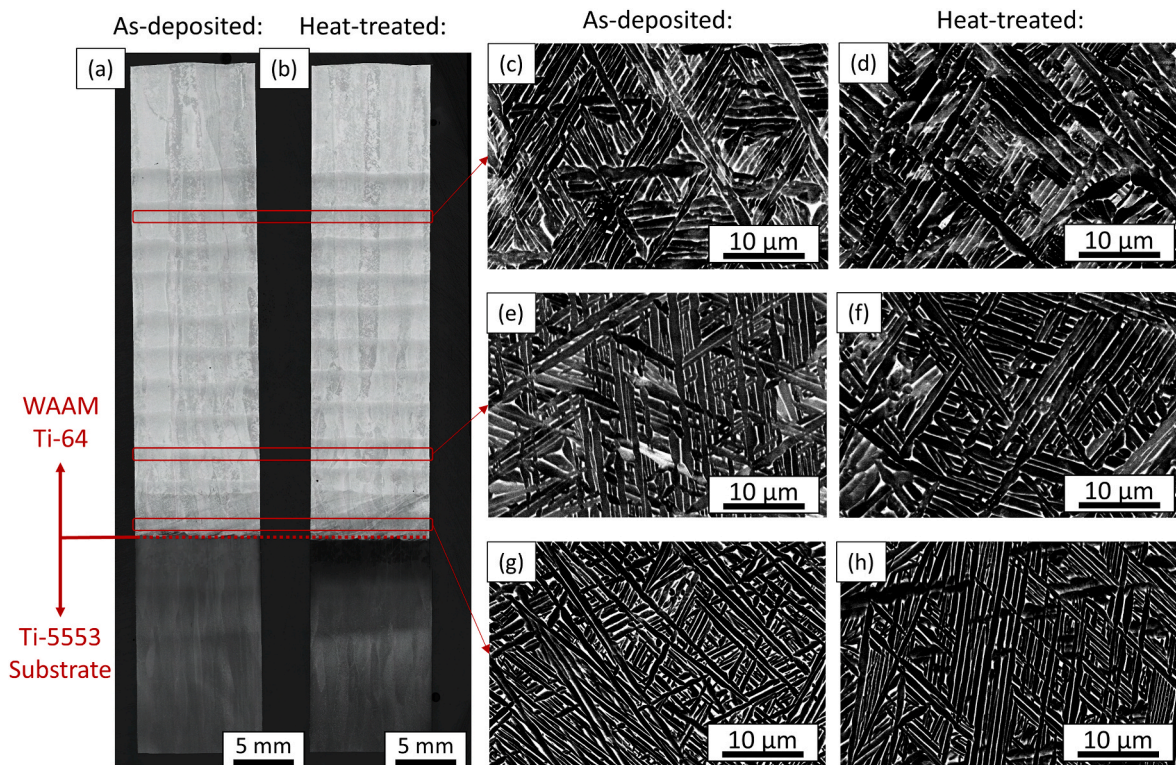 As-deposited:
Heat-treated:
As-deposited:
Heat-treated:
(a)
(b)
(c)
(d)
10 µm
10 µm
(e)
(f)
WAAM
Ti-64
10 µm
10 µm
(g)
(h)
Ti-5553
Substrate
5 mm
5 mm
10 µm
10 µm